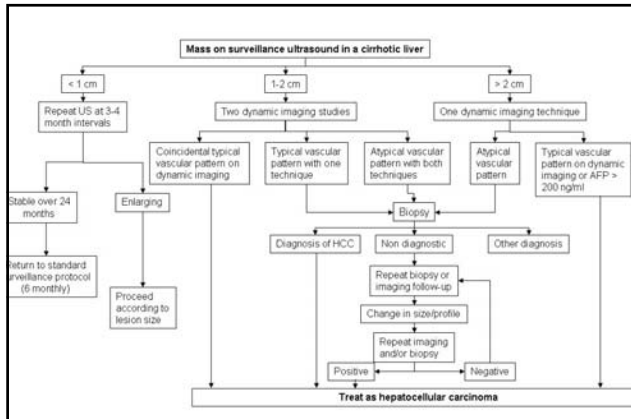 Mass on surveillance ultrasound in a cirrhotic liver
< 1 cm
1-2 cm
> 2 cm
Repeat US at 3-4
month intervals
Two dynamic imaging studies
One dynamic imaging technique
Coincidental typical
vascular pattern on
dynamic imaging
Typical vascular
pattern with one
technique
Atypical vascular
pattern with both
techniques
Atypical
vascular
pattern
Typical vascular
pattern on dynamic
imaging or AFP >
200 ng/ml
Stable over 24
months
Enlarging
Biopsy
Diagnosis of HCC
Non diagnostic
Other diagnosis
Return to standard
surveillance protocol
(6 monthly)
Proceed
according to
lesion size
Repeat biopsy or
imaging follow-up
Change in size/profile
Repeat imaging
and/or biopsy
Positive
Negative
Treat as hepatocellular carcinoma